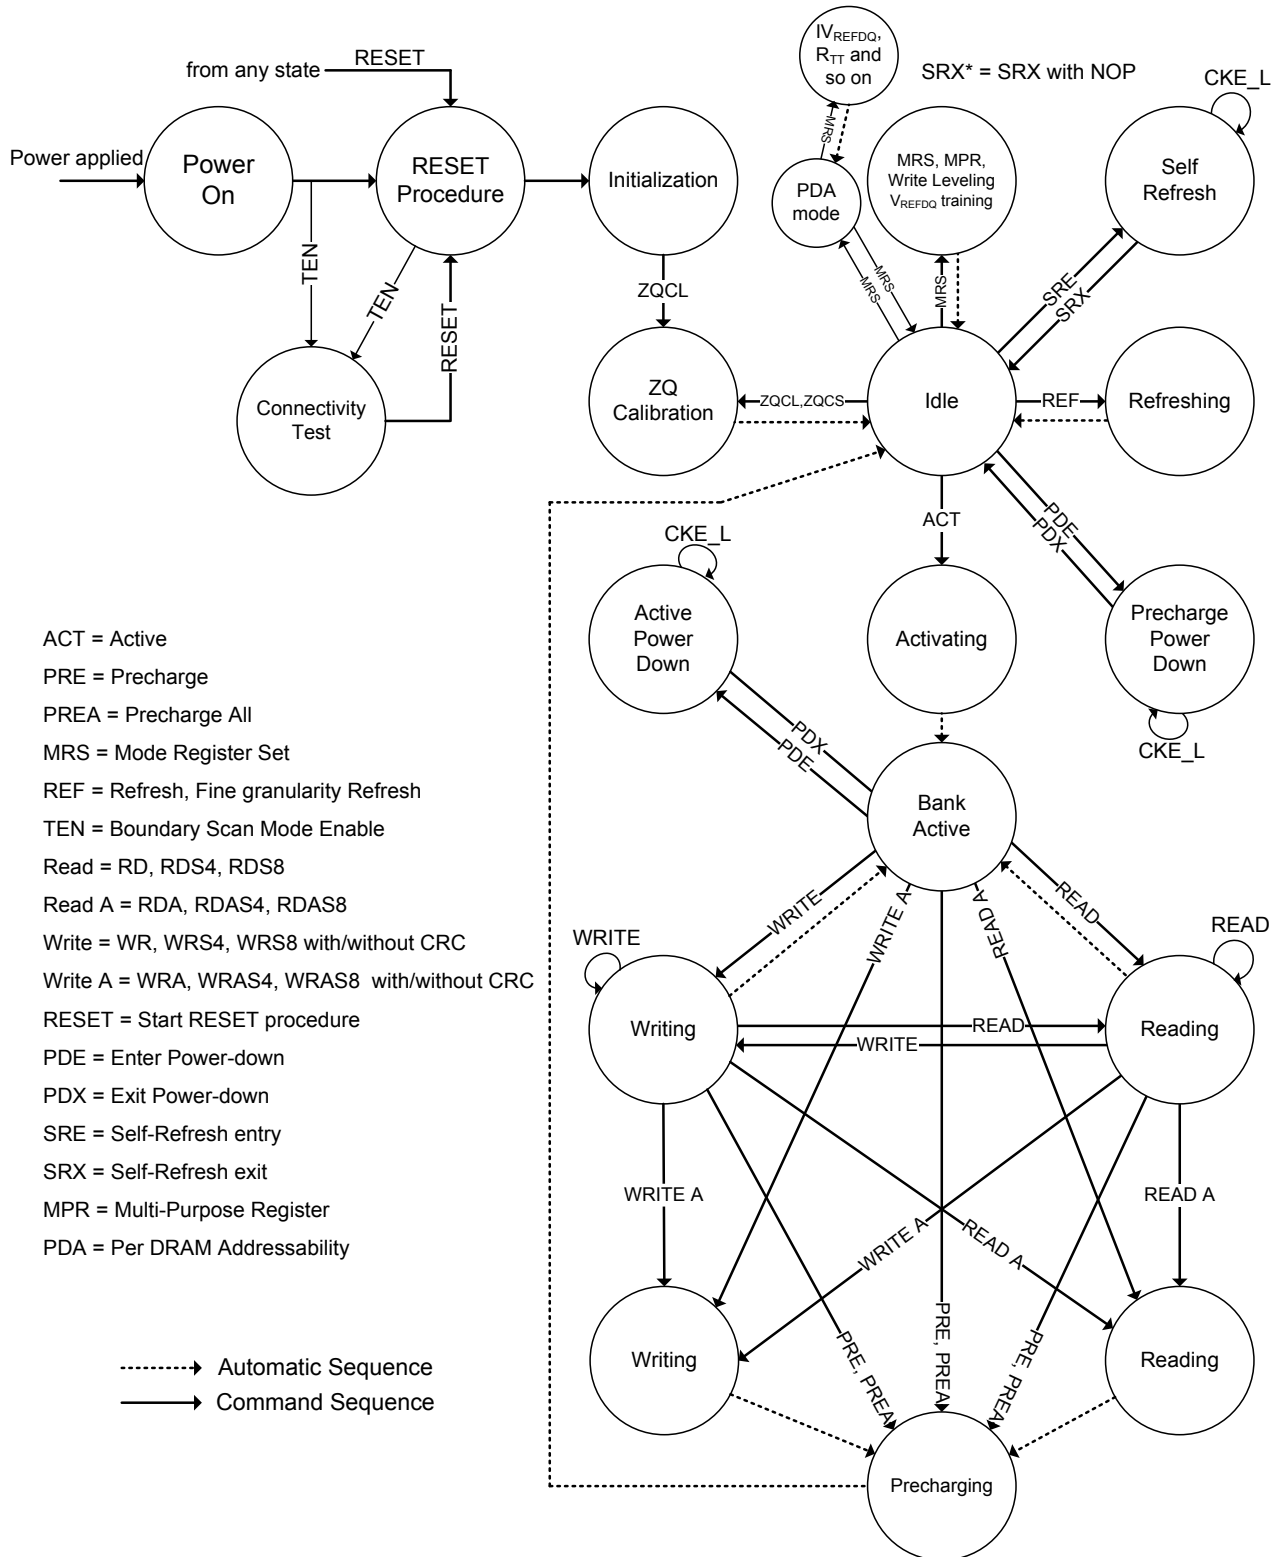 IV_REFDQ,
R_TT and
so on
RESET
from any state
SRX* = SRX with NOP
CKE_L
Power applied
Power
On
RESET
Procedure
Initialization
MRS
PDA
mode
MRS, MPR,
Write Leveling
V_REFDQ training
Self
Refresh
TEN
TEN
RESET
ZQCL
MRS
MRS
MRS
SRE
SRX
Connectivity
Test
ZQ
Calibration
ZQCL,ZQCS
Idle
REF
Refreshing
ACT
PDE
PDX
CKE_L
Active
Power
Down
Activating
Precharge
Power
Down
CKE_L
PDX
PDE
Bank
Active
ACT = Active
PRE = Precharge
PREA = Precharge All
MRS = Mode Register Set
REF = Refresh, Fine granularity Refresh
TEN = Boundary Scan Mode Enable
Read = RD, RDS4, RDS8
Read A = RDA, RDAS4, RDAS8
Write = WR, WRS4, WRS8 with/without CRC
Write A = WRA, WRAS4, WRAS8  with/without CRC
RESET = Start RESET procedure
PDE = Enter Power-down
PDX = Exit Power-down
SRE = Self-Refresh entry
SRX = Self-Refresh exit
MPR = Multi-Purpose Register
PDA = Per DRAM Addressability
WRITE
WRITE A
READ A
READ
WRITE
READ
Writing
READ
WRITE
Reading
WRITE A
WRITE A
READ A
READ A
Writing
PRE, PREA
PRE, PREA
PRE, PREA
Reading
Precharging
Automatic Sequence
Command Sequence